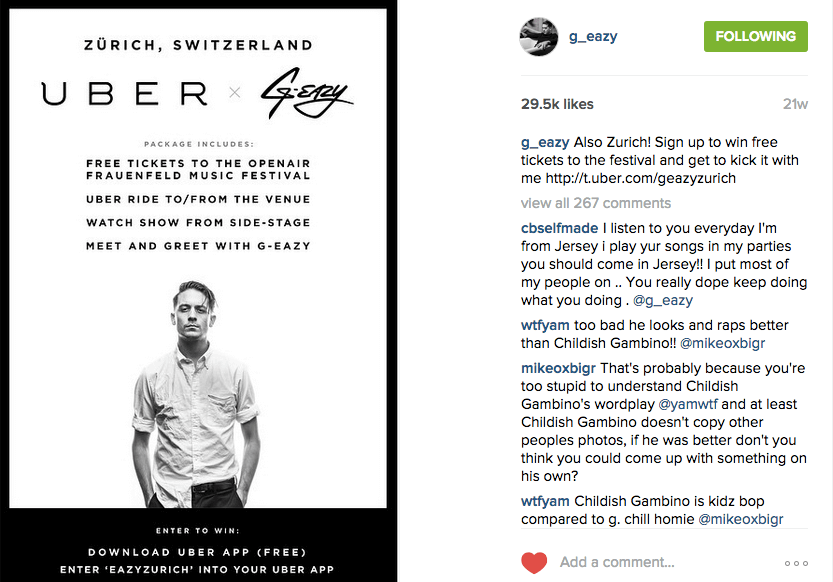 ZÜRICH, SWITZERLAND
UBER × G-EAZY
PACKAGE INCLUDES:
FREE TICKETS TO THE OPENAIR
FRAUENFELD MUSIC FESTIVAL
UBER RIDE TO/FROM THE VENUE
WATCH SHOW FROM SIDE-STAGE
MEET AND GREET WITH G-EAZY
ENTER TO WIN:
DOWNLOAD UBER APP (FREE)
ENTER ‘EAZYZURICH’ INTO YOUR UBER APP
g_eazy
FOLLOWING
29.5k likes
21w
g_eazy Also Zurich! Sign up to win free
tickets to the festival and get to kick it with
me http://t.uber.com/geazyzurich
view all 267 comments
cbselfmade I listen to you everyday I'm
from Jersey i play yur songs in my parties
you should come in Jersey!! I put most of
my people on .. You really dope keep doing
what you doing . @g_eazy
wtfyam too bad he looks and raps better
than Childish Gambino!! @mikeoxbigr
mikeoxbigr That's probably because you're
too stupid to understand Childish
Gambino's wordplay @yamwtf and at least
Childish Gambino doesn't copy other
peoples photos, if he was better don't you
think you could come up with something on
his own?
wtfyam Childish Gambino is kidz bop
compared to g. chill homie @mikeoxbigr
Add a comment...